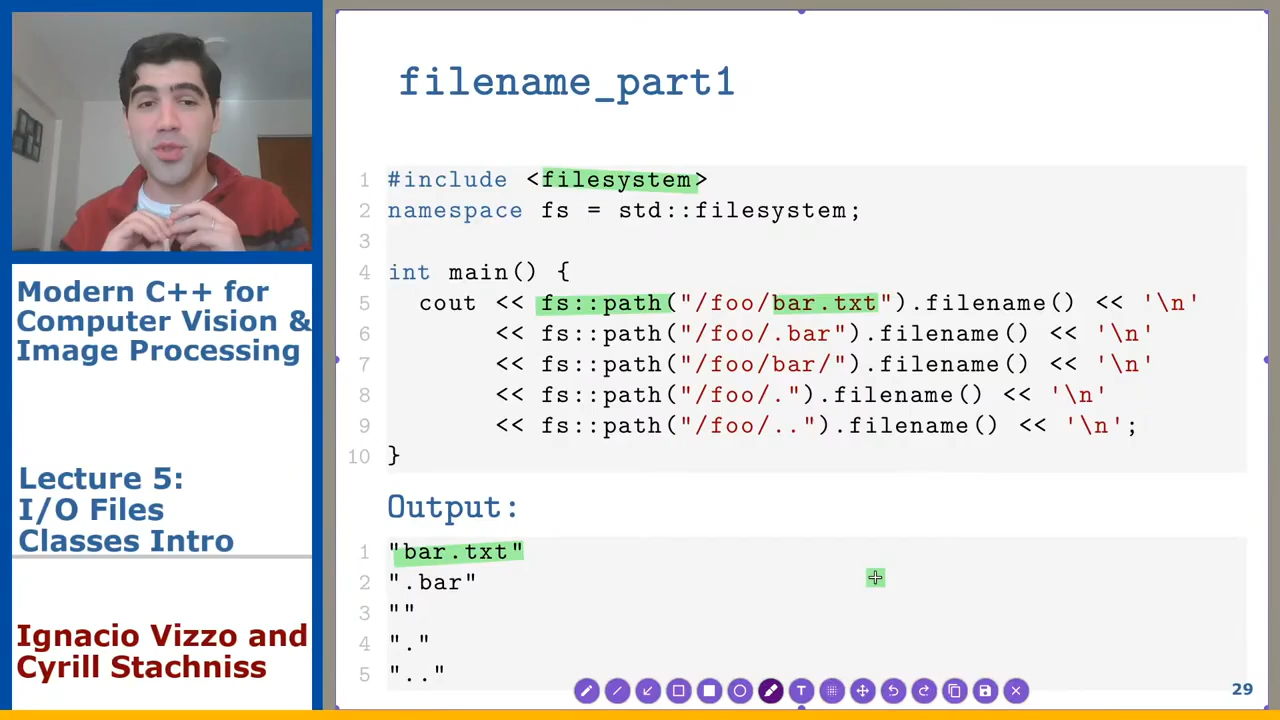 Modern C++ for
Computer Vision &
Image Processing
Lecture 5:
I/O Files
Classes Intro
Ignacio Vizzo and
Cyrill Stachniss
filename_part1
1 #include <filesystem>
2 namespace fs = std::filesystem;
3
4 int main() {
5 cout << fs::path("/foo/bar.txt").filename() << '\n'
6 << fs::path("/foo/.bar").filename() << '\n'
7 << fs::path("/foo/bar/").filename() << '\n'
8 << fs::path("/foo/.").filename() << '\n'
9 << fs::path("/foo/..").filename() << '\n';
10 }
Output:
1 "bar.txt"
2 ".bar"
3 ""
4 "."
5 ".."
T
29